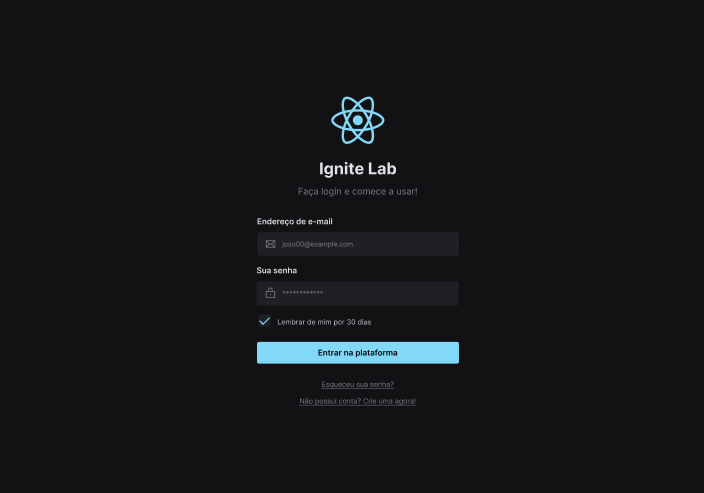 Ignite Lab
Faça login e comece a usar!
Endereço de e-mail
joao00@example.com
Sua senha
************
Lembrar de mim por 30 dias
Entrar na plataforma
Esqueceu sua senha?
Não possui conta? Crie uma agora!